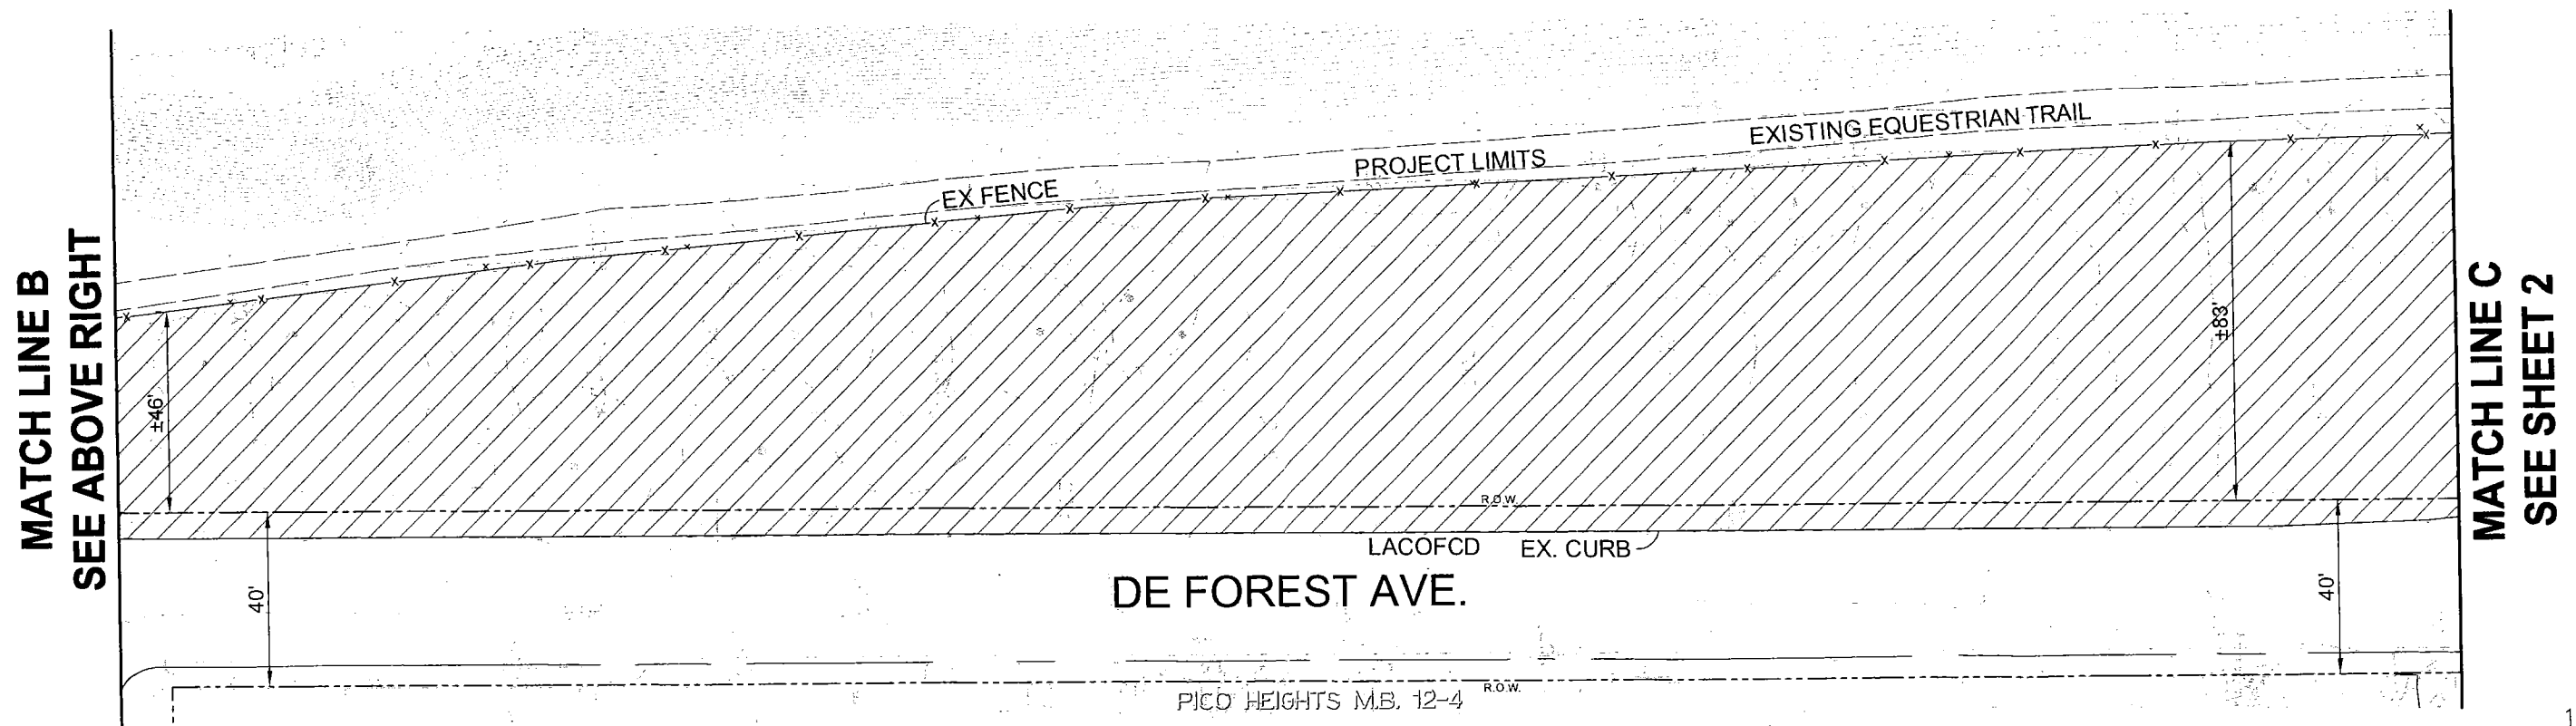 MATCH LINE B
SEE ABOVE RIGHT
EX FENCE
PROJECT LIMITS
EXISTING EQUESTRIAN TRAIL
±46'
±83'
R.O.W.
LACOFCD EX. CURB
DE FOREST AVE.
40'
40'
R.O.W.
PICO HEIGHTS M.B. 12-4
MATCH LINE C
SEE SHEET 2
1